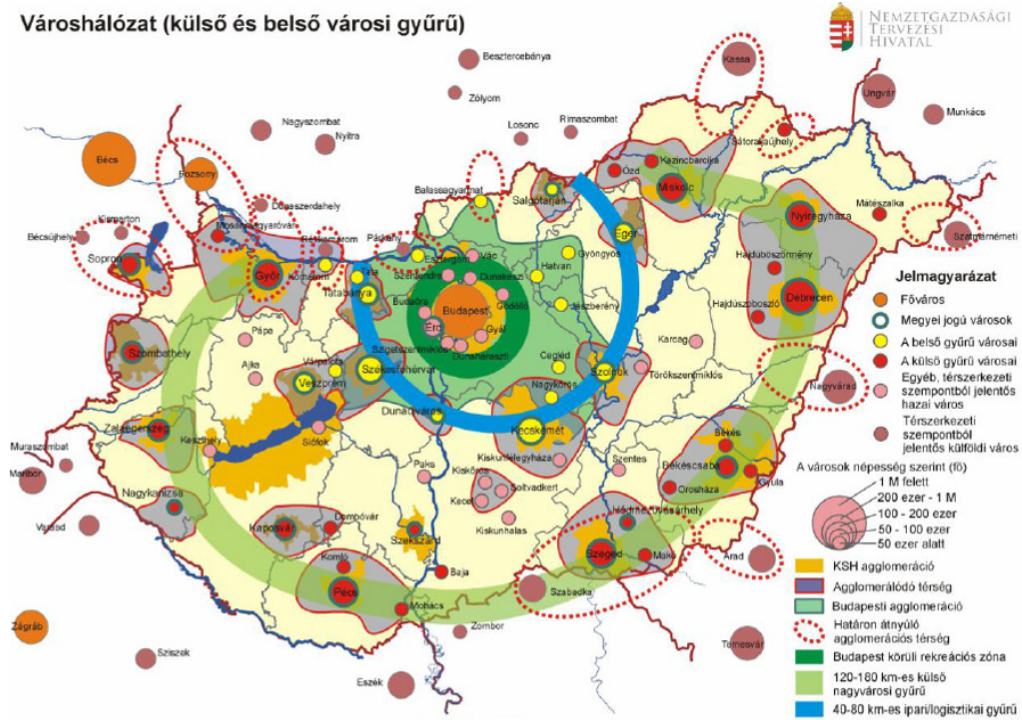 Városhálózat (külső és belső városi gyűrű)
NEMZETGAZDASÁGI
TERVEZÉSI
HIVATAL
Besztercebánya
Kassa
Zólyom
Ungvár
Munkács
Nagyszombat
Nyitra
Losonc
Rimaszombat
Sátoraljaújhely
Bécs
Pozsony
Ózd
Kazincbarcika
Miskolc
Balassagyarmat
Salgótarján
Dunaszerdahely
Mátészalka
Nyíregyháza
Kismarton
Bécsújhely
Mosonmagyaróvár
Révkomárom
Párkány
Eger
Szatmárnémeti
Sopron
Győr
Komárom
Tata
Esztergom
Vác
Gyöngyös
Hatvan
Hajdúböszörmény
Szentendre
Dunakeszi
Tatabánya
Budaörs
Gödöllő
Jászberény
Debrecen
Hajdúszoboszló
Budapest
Érd
Gyál
Pápa
Szigetszentmiklós
Dunaharaszti
Karcag
Szombathely
Ajka
Várpalota
Székesfehérvár
Cegléd
Szolnok
Törökszentmiklós
Nagyvárad
Veszprém
Nagykőrös
Dunaújváros
Kecskemét
Zalaegerszeg
Keszthely
Siófok
Békés
Muraszombat
Kiskunfélegyháza
Szentes
Békéscsaba
Maribor
Paks
Kiskőrös
Gyula
Orosháza
Nagykanizsa
Soltvadkert
Kecel
Varasd
Kiskunhalas
Hódmezővásárhely
Kaposvár
Dombóvár
Szekszárd
Szeged
Makó
Arad
Komló
Baja
Pécs
Szabadka
Mohács
Zágráb
Zombor
Temesvár
Sziszek
Eszék
Jelmagyarázat
Főváros
Megyei jogú városok
A belső gyűrű városai
A külső gyűrű városai
Egyéb, térszerkezeti
szempontból jelentős
hazai város
Térszerkezeti
szempontból
jelentős külföldi város
A városok népesség szerint (fő)
1 M felett
200 ezer - 1 M
100 - 200 ezer
50 - 100 ezer
50 ezer alatt
KSH agglomeráció
Agglomerálódó térség
Budapesti agglomeráció
Határon átnyúló
agglomerációs térség
Budapest körüli rekreációs zóna
120-180 km-es külső
nagyvárosi gyűrű
40-80 km-es ipari/logisztikai gyűrű